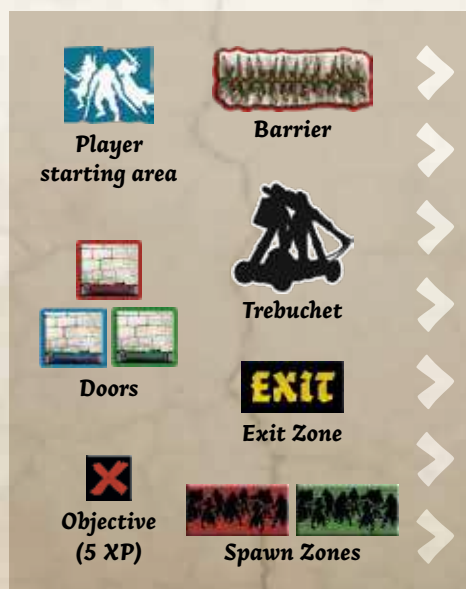 Player
starting area
Barrier
Trebuchet
Doors
EXIT
Exit Zone
Objective
(5 XP)
Spawn Zones